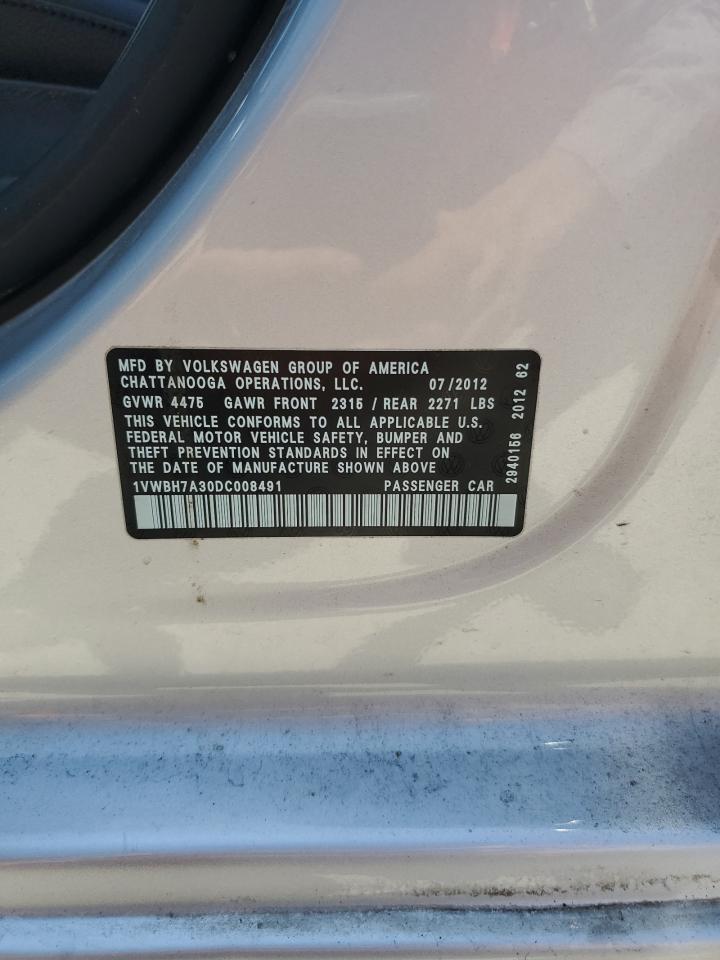 MFD BY VOLKSWAGEN GROUP OF AMERICA
CHATTANOOGA OPERATIONS, LLC. 07/2012
GVWR 4475 GAWR FRONT 2315 / REAR 2271 LBS
THIS VEHICLE CONFORMS TO ALL APPLICABLE U.S.
FEDERAL MOTOR VEHICLE SAFETY, BUMPER AND
THEFT PREVENTION STANDARDS IN EFFECT ON
THE DATE OF MANUFACTURE SHOWN ABOVE
1VWBH7A30DC008491 PASSENGER CAR
2940156 2012 62